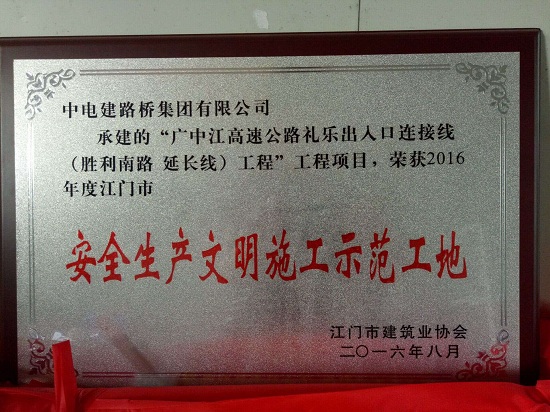 中电建路桥集团有限公司
承建的“广中江高速公路礼乐出入口连接线
（胜利南路 延长线）工程”工程项目，荣获2016
年度江门市
安全生产文明施工示范工地
江门市建筑业协会
二〇一六年八月